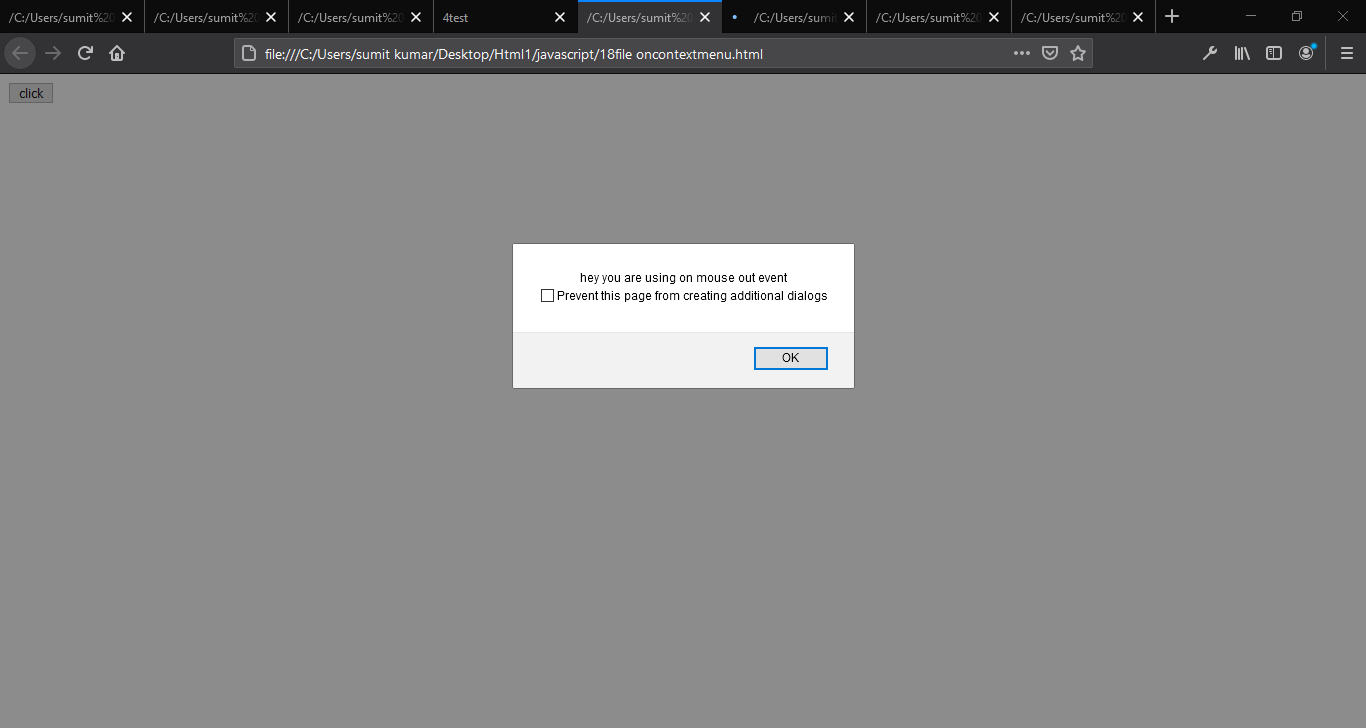 /C:/Users/sumit%20
/C:/Users/sumit%20
/C:/Users/sumit%20
4test
/C:/Users/sumit%20
/C:/Users/sumit
/C:/Users/sumit%20
/C:/Users/sumit%20
file:///C:/Users/sumit kumar/Desktop/Html1/javascript/18file oncontextmenu.html
click
hey you are using on mouse out event
Prevent this page from creating additional dialogs
OK